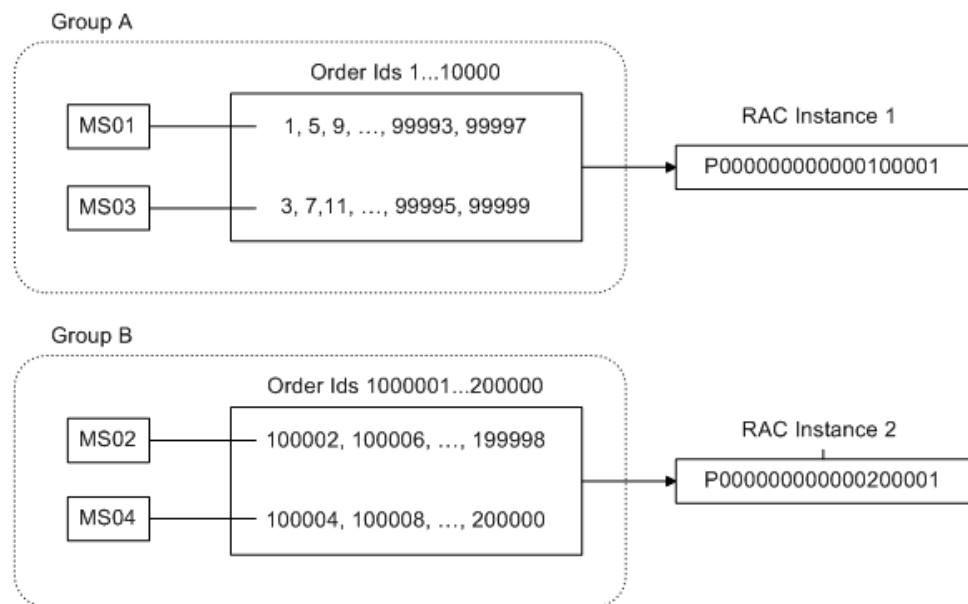 Group A
Order Ids 1...10000
MS01
1, 5, 9, ..., 99993, 99997
MS03
3, 7,11, ..., 99995, 99999
RAC Instance 1
P000000000000100001
Group B
Order Ids 1000001...200000
MS02
100002, 100006, ..., 199998
MS04
100004, 100008, ..., 200000
RAC Instance 2
P000000000000200001